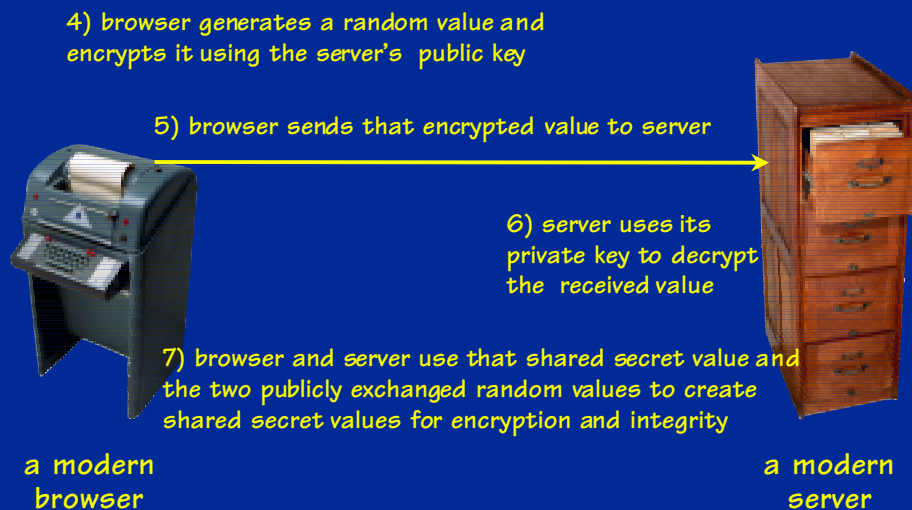 4) browser generates a random value and
encrypts it using the server's public key
5) browser sends that encrypted value to server
6) server uses its
private key to decrypt
the received value
7) browser and server use that shared secret value and
the two publicly exchanged random values to create
shared secret values for encryption and integrity
a modern
browser
a modern
server